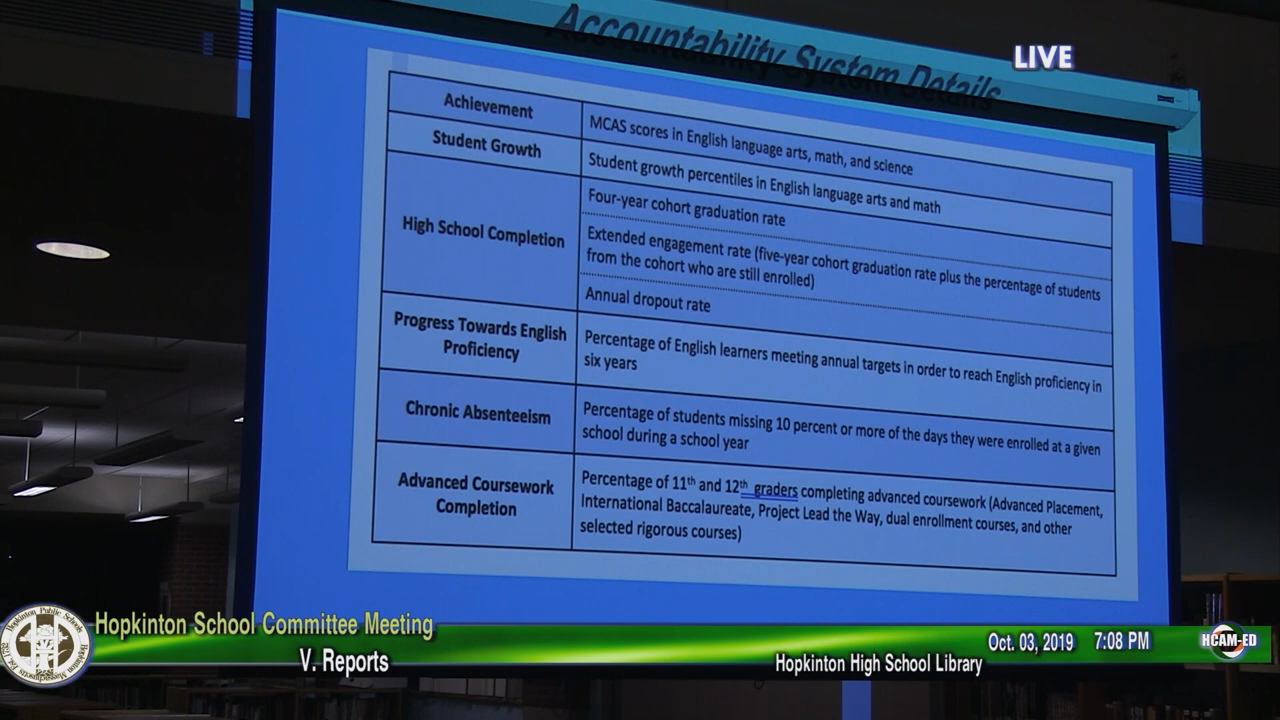 Accountability System Details
LIVE
Achievement
MCAS scores in English language arts, math, and science
Student Growth
Student growth percentiles in English language arts and math
High School Completion
Four-year cohort graduation rate
Extended engagement rate (five-year cohort graduation rate plus the percentage of students
from the cohort who are still enrolled)
Annual dropout rate
Progress Towards English
Proficiency
Percentage of English learners meeting annual targets in order to reach English proficiency in
six years
Chronic Absenteeism
Percentage of students missing 10 percent or more of the days they were enrolled at a given
school during a school year
Advanced Coursework
Completion
Percentage of 11th and 12th graders completing advanced coursework (Advanced Placement,
International Baccalaureate, Project Lead the Way, dual enrollment courses, and other
selected rigorous courses)
Hopkinton Public Schools
Hopkinton School Committee Meeting
Oct. 03, 2019 7:08 PM
HCAM-ED
V. Reports
Hopkinton High School Library